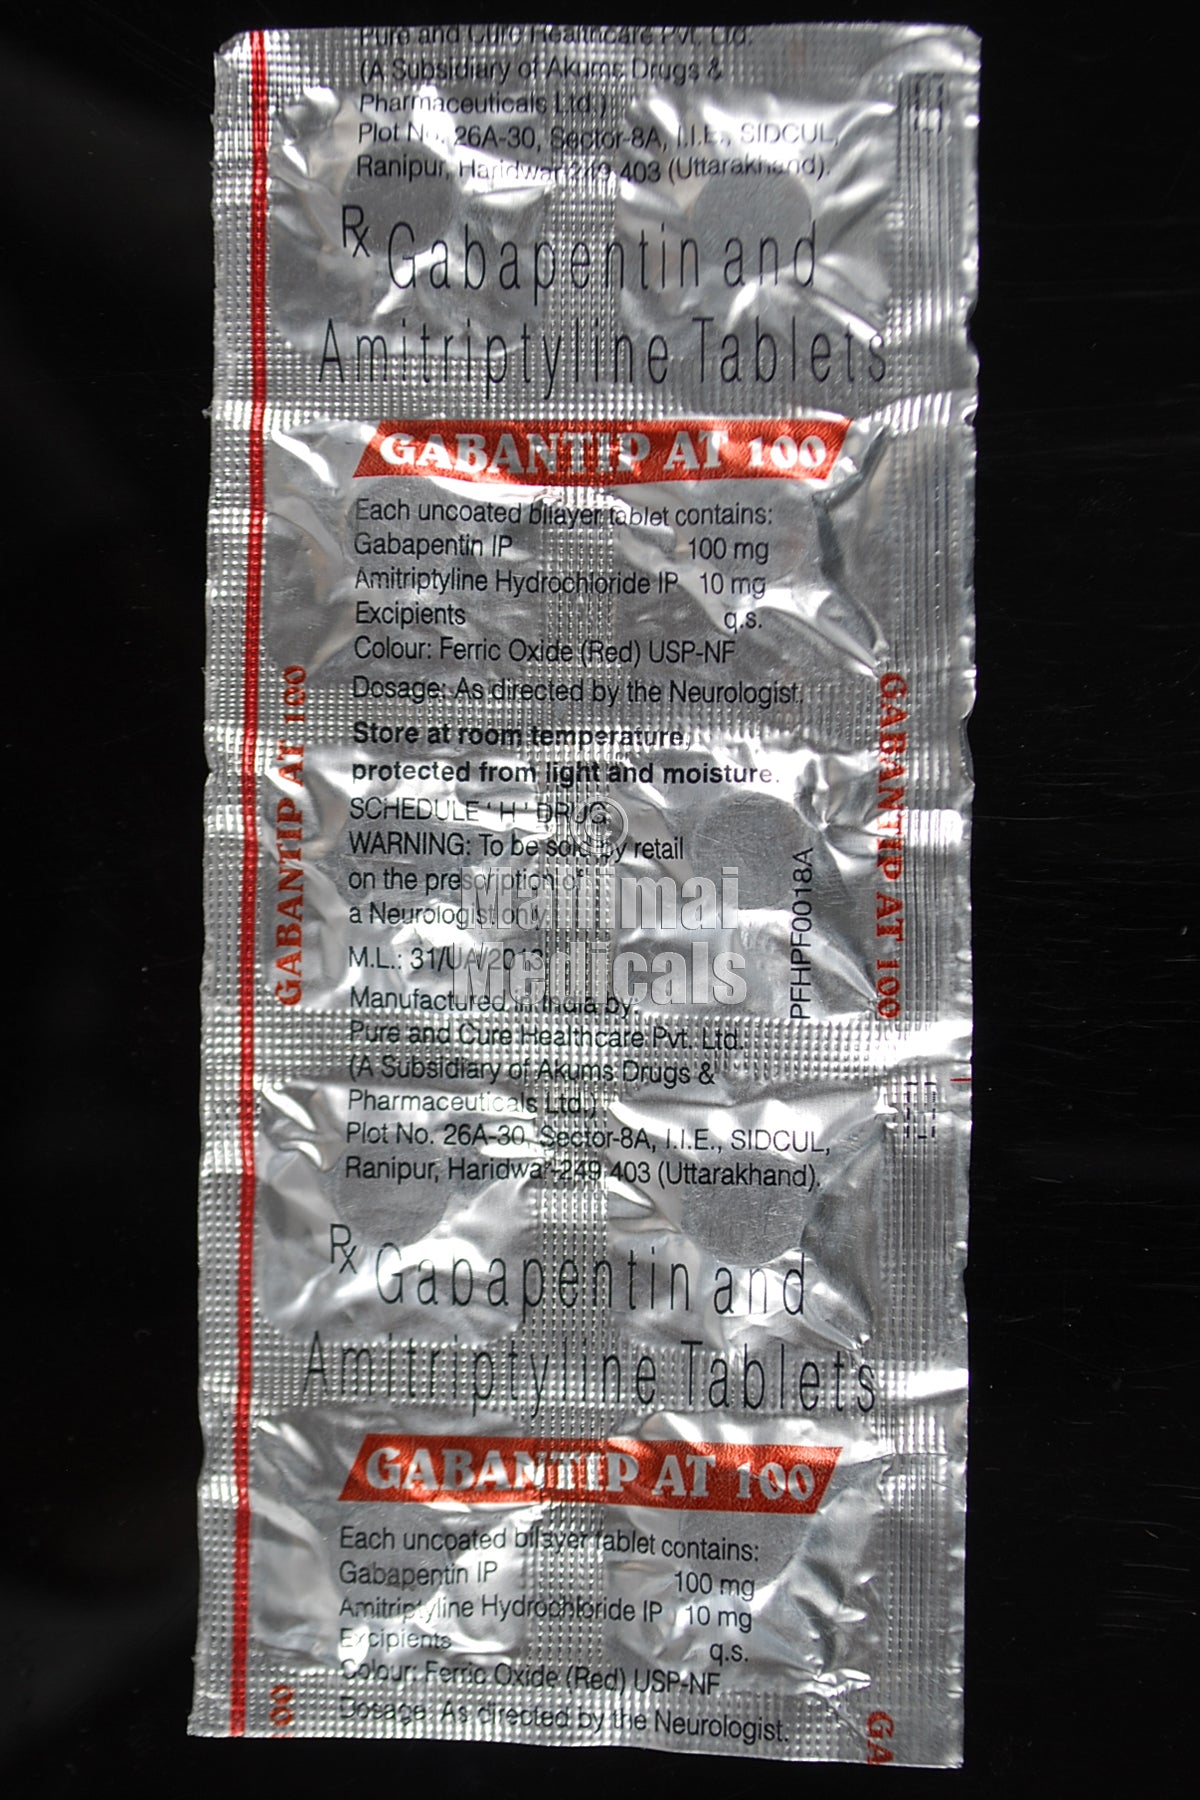 Pure and Cure Healthcare Pvt. Ltd.
(A Subsidiary of Akums Drugs &
Pharmaceuticals Ltd.)
Plot No. 26A-30, Sector-8A, I.I.E., SIDCUL,
Ranipur, Haridwar-249 403 (Uttarakhand).
Rx Gabapentin and
Amitriptyline Tablets
GABANTIP AT 100
Each uncoated bilayer tablet contains:
Gabapentin IP 100 mg
Amitriptyline Hydrochloride IP 10 mg
Excipients q.s.
Colour: Ferric Oxide (Red) USP-NF
Dosage: As directed by the Neurologist.
Store at room temperature,
protected from light and moisture.
SCHEDULE 'H' DRUG
WARNING: To be sold by retail
on the prescription of
a Neurologist only.
M.L.: 31/UA/2013
Manufactured in India by:
Pure and Cure Healthcare Pvt. Ltd.
(A Subsidiary of Akums Drugs &
Pharmaceuticals Ltd.)
Plot No. 26A-30, Sector-8A, I.I.E., SIDCUL,
Ranipur, Haridwar-249 403 (Uttarakhand).
GABANTIP AT 100
GABANTIP AT 100
PFHPF0018A
©
Medicals
Rx Gabapentin and
Amitriptyline Tablets
GABANTIP AT 100
Each uncoated bilayer tablet contains:
Gabapentin IP 100 mg
Amitriptyline Hydrochloride IP 10 mg
Excipients q.s.
Colour: Ferric Oxide (Red) USP-NF
Dosage: As directed by the Neurologist.
00
GA